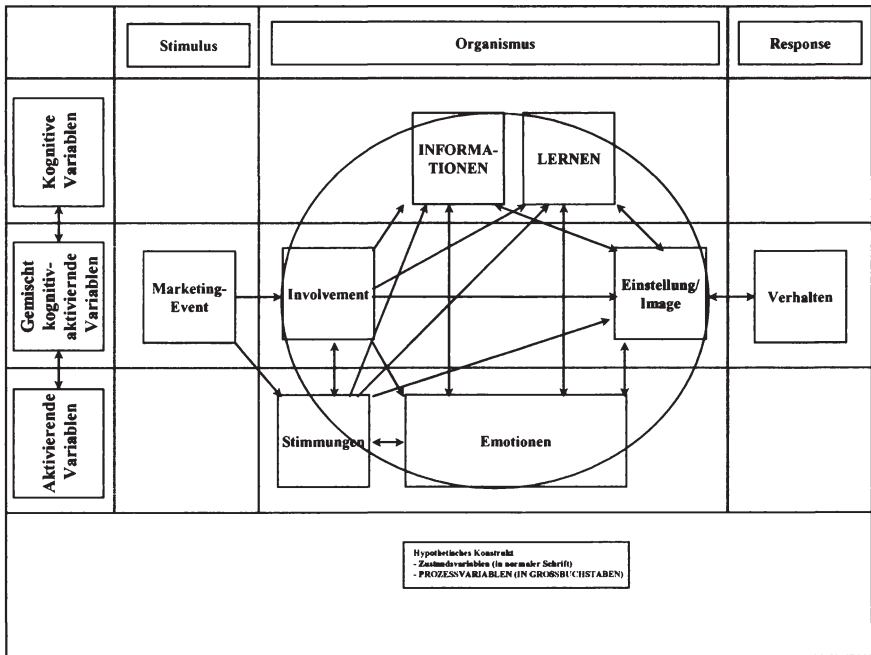 Stimulus
Organismus
Response
Kognitive
Variablen
INFORMA-
TIONEN
LERNEN
Gemischt
kognitiv-
aktiviernde
Variablen
Marketing-
Event
Involvement
Einstellung/
Image
Verhalten
Aktivierende
Variablen
Stimmungen
Emotionen
Hypothetisches Konstrukt
- Zustandsvariablen (in normaler Schrift)
- PROZESSVARIABLEN (IN GROSSBUCHSTABEN)